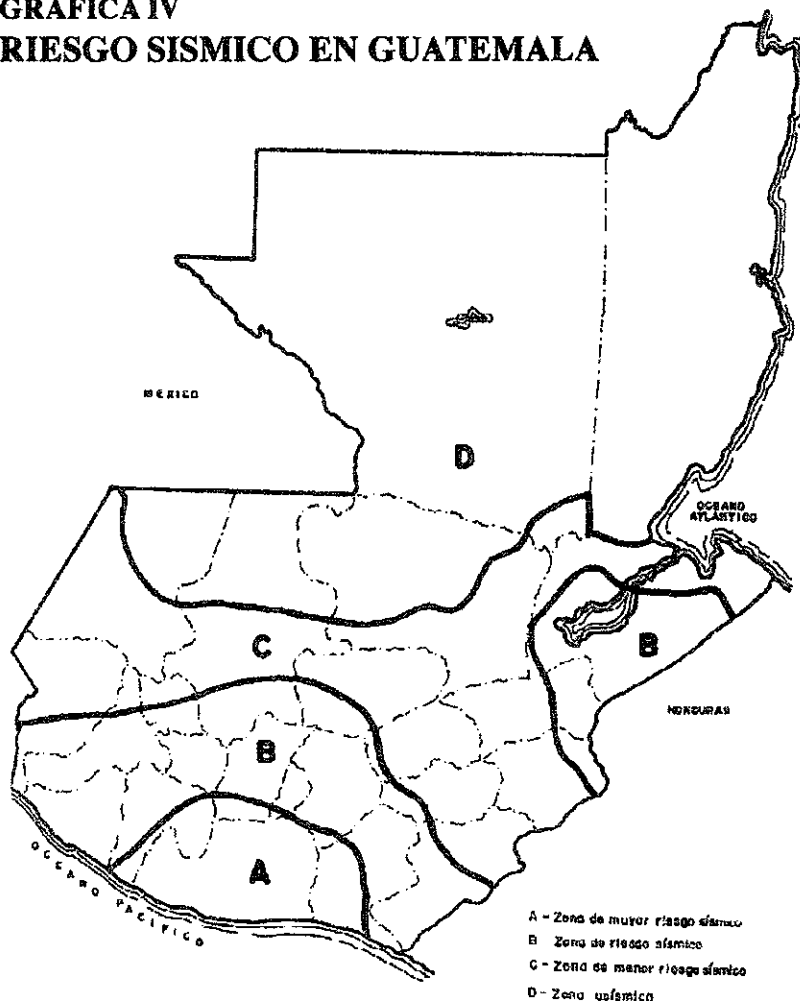 GRAFICA IV
RIESGO SISMICO EN GUATEMALA
MEXICO
D
OCEANO
ATLANTICO
C
B
HONDURAS
B
A
OCEANO PACIFICO
A - Zona de mayor riesgo sísmico
B Zona de riesgo sísmico
C - Zona de menor riesgo sísmico
D - Zona asísmica